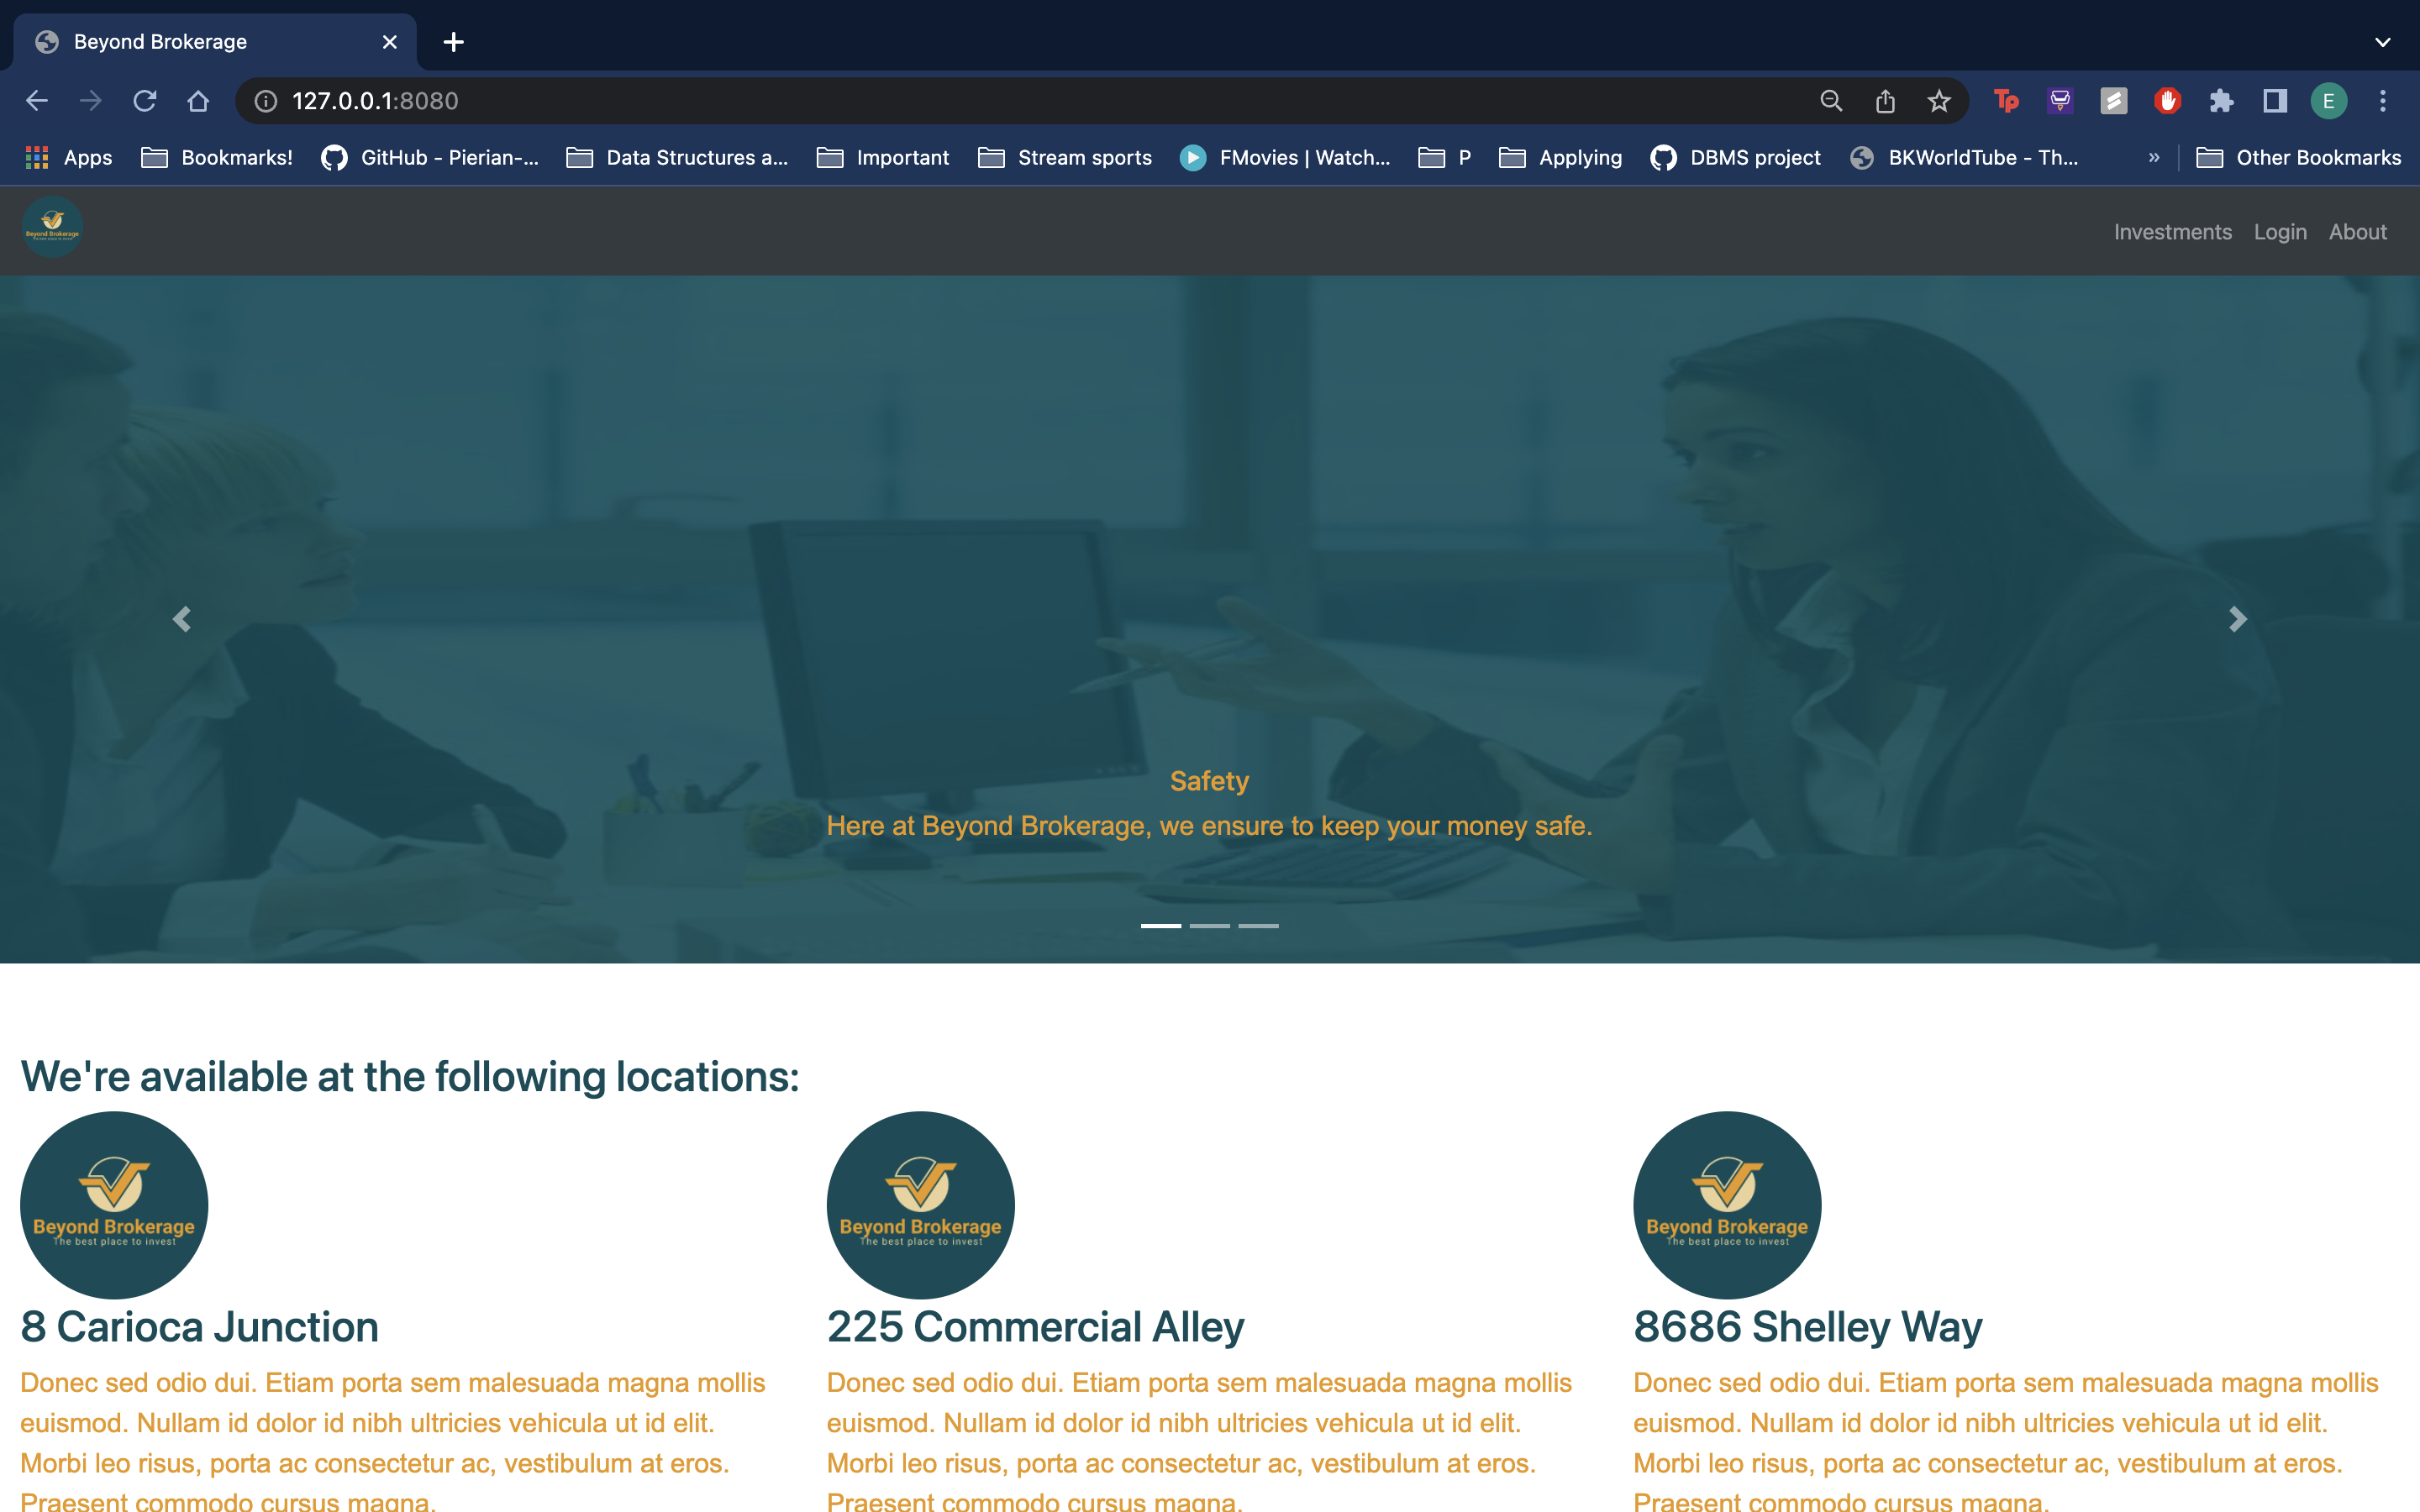 Beyond Brokerage
127.0.0.1:8080
Tp
E
Apps
Bookmarks!
GitHub - Pierian-...
Data Structures a...
Important
Stream sports
FMovies | Watch...
P
Applying
DBMS project
BKWorldTube - Th...
»
Other Bookmarks
Beyond Brokerage
Investments
Login
About
Safety
Here at Beyond Brokerage, we ensure to keep your money safe.
We're available at the following locations:
Beyond Brokerage
The best place to invest
8 Carioca Junction
Donec sed odio dui. Etiam porta sem malesuada magna mollis
euismod. Nullam id dolor id nibh ultricies vehicula ut id elit.
Morbi leo risus, porta ac consectetur ac, vestibulum at eros.
Praesent commodo cursus magna.
Beyond Brokerage
The best place to invest
225 Commercial Alley
Donec sed odio dui. Etiam porta sem malesuada magna mollis
euismod. Nullam id dolor id nibh ultricies vehicula ut id elit.
Morbi leo risus, porta ac consectetur ac, vestibulum at eros.
Praesent commodo cursus magna.
Beyond Brokerage
The best place to invest
8686 Shelley Way
Donec sed odio dui. Etiam porta sem malesuada magna mollis
euismod. Nullam id dolor id nibh ultricies vehicula ut id elit.
Morbi leo risus, porta ac consectetur ac, vestibulum at eros.
Praesent commodo cursus magna.